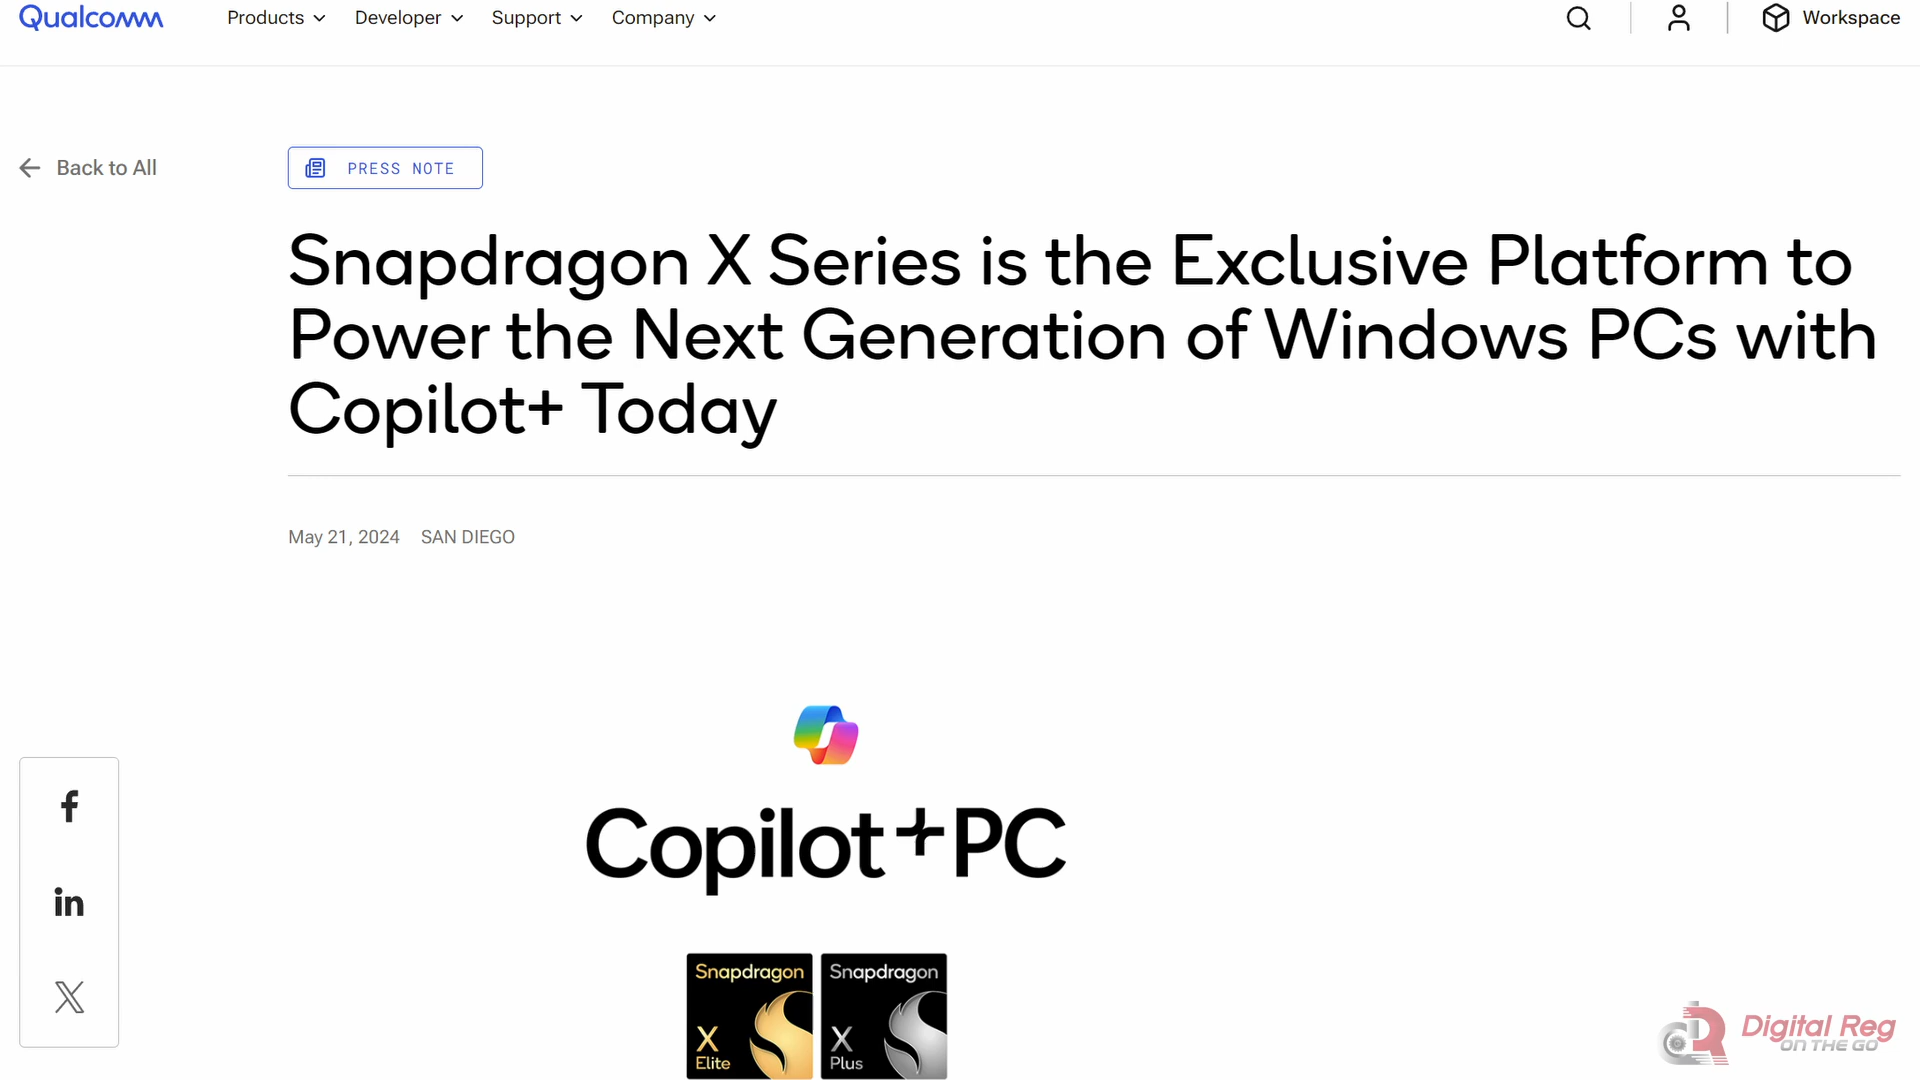 Qualcomm
Products
Developer
Support
Company
Workspace
Back to All
PRESS NOTE
Snapdragon X Series is the Exclusive Platform to
Power the Next Generation of Windows PCs with
Copilot+ Today
May 21, 2024 SAN DIEGO
Copilot+PC
Snapdragon
X
Elite
Snapdragon
X
Plus
f
in
X
Digital Reg
ON THE GO